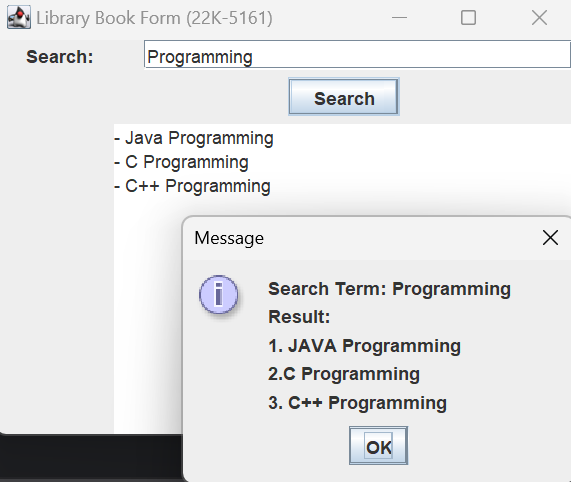 Library Book Form (22K-5161)
Search: Programming
Search
- Java Programming
- C Programming
- C++ Programming
Message
Search Term: Programming
Result:
1. JAVA Programming
2.C Programming
3. C++ Programming
OK